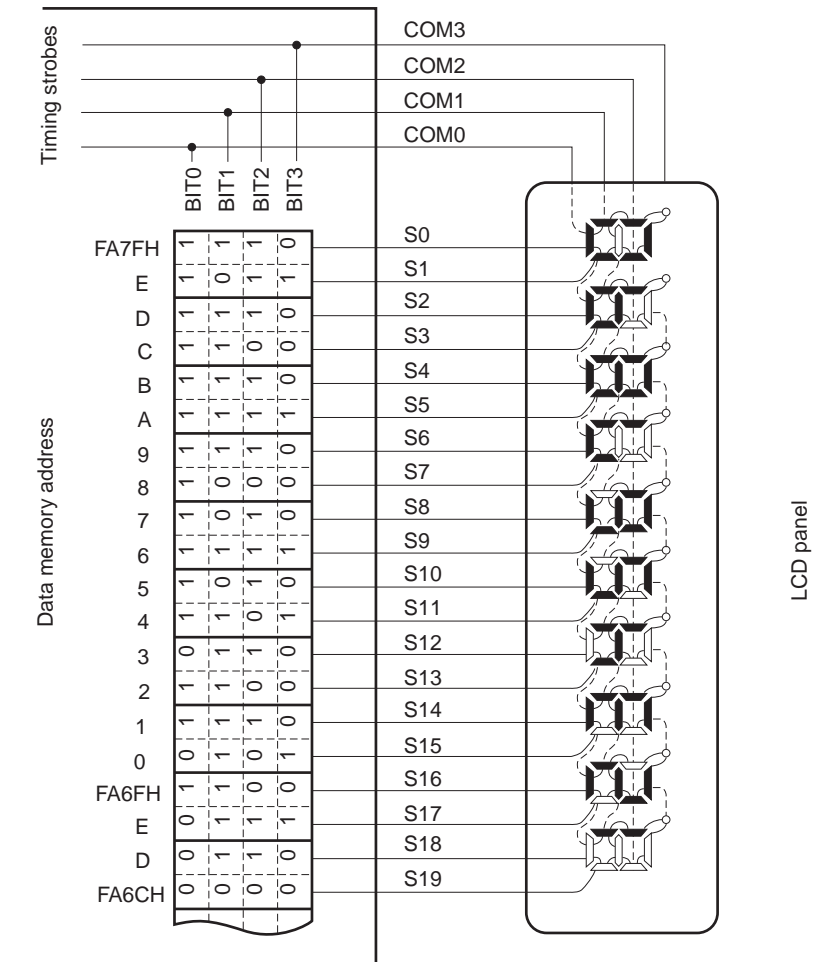 Timing strobes
COM3
COM2
COM1
COM0
BIT0
BIT1
BIT2
BIT3
Data memory address
LCD panel
FA7FH 1 1 1 0 S0
E 1 0 1 1 S1
D 1 1 1 0 S2
C 1 1 0 0 S3
B 1 1 1 0 S4
A 1 1 1 1 S5
9 1 1 1 0 S6
8 1 0 0 0 S7
7 1 0 1 0 S8
6 1 1 1 1 S9
5 1 0 1 0 S10
4 1 1 0 1 S11
3 0 1 1 0 S12
2 1 1 0 0 S13
1 1 1 1 0 S14
0 0 1 0 1 S15
FA6FH 1 1 0 0 S16
E 0 1 1 1 S17
D 0 1 1 0 S18
FA6CH 0 0 0 0 S19